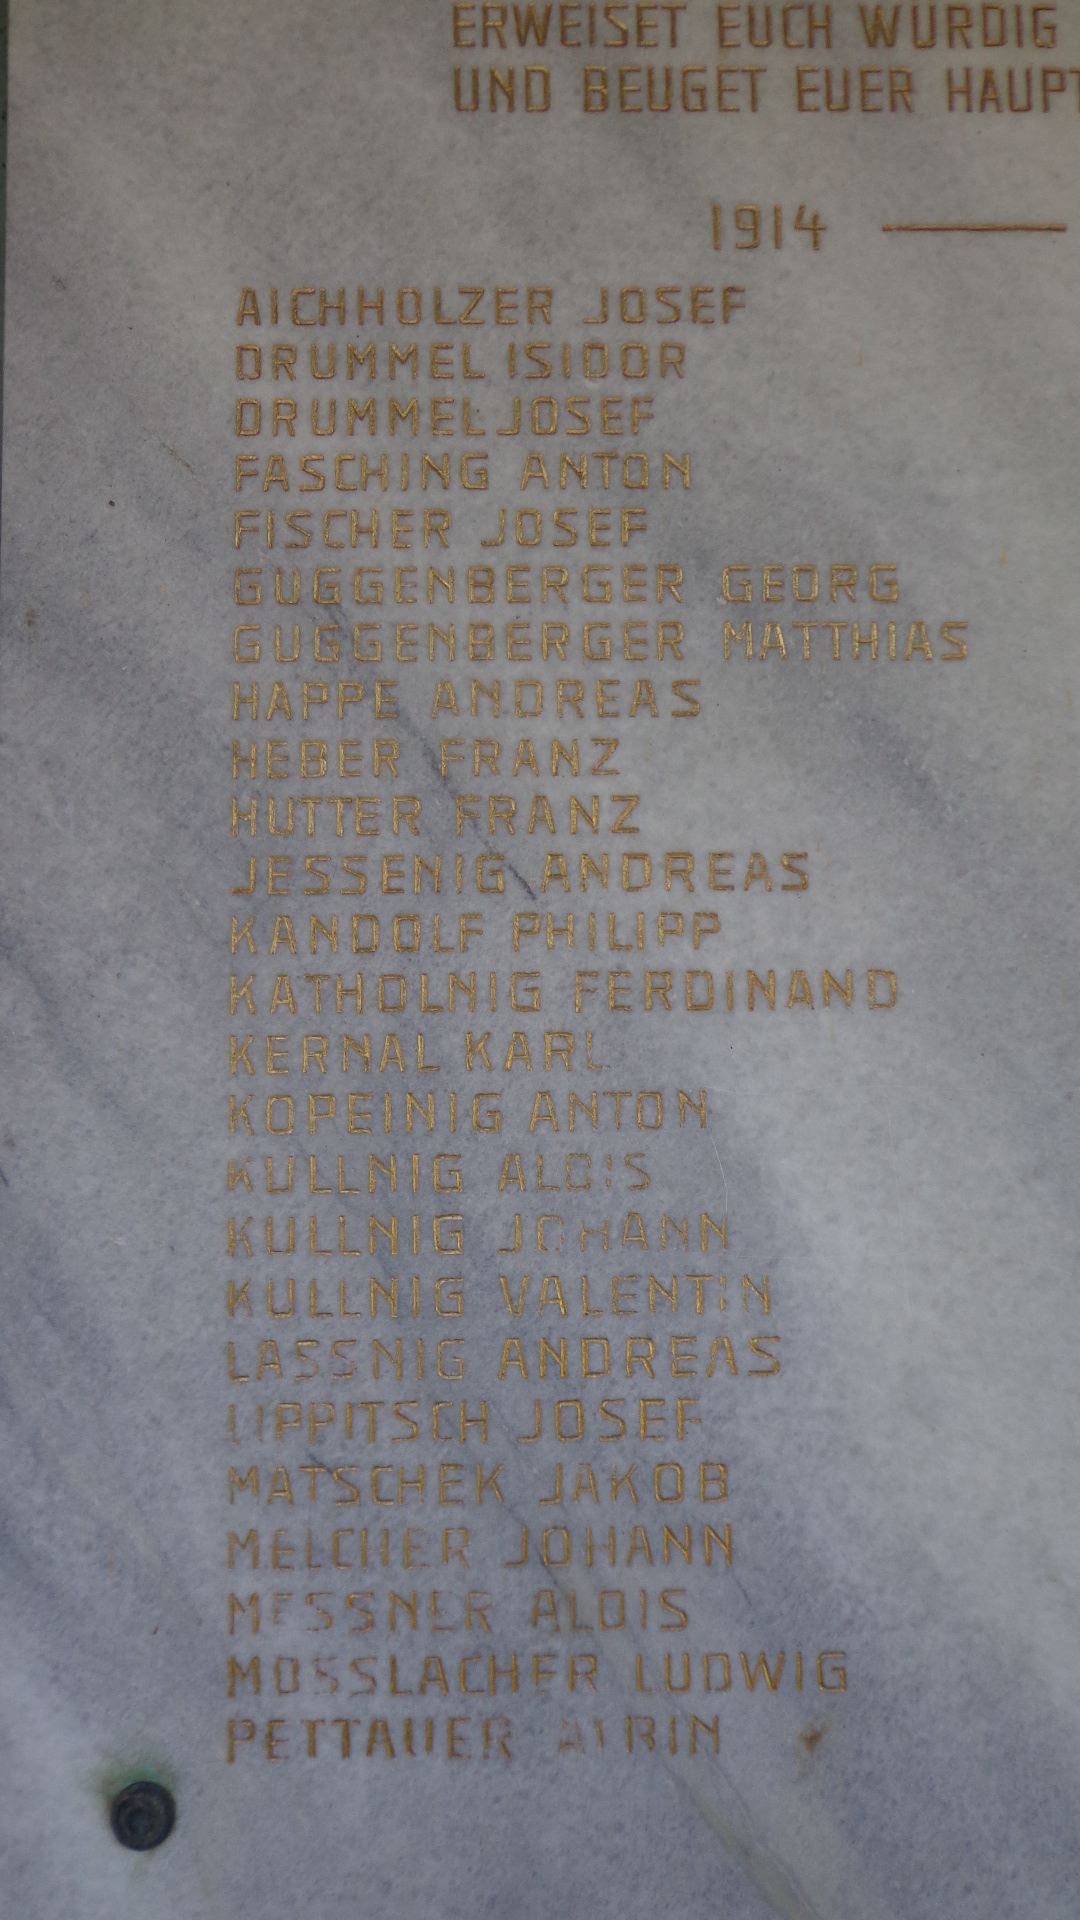 ERWEISET EUCH WÜRDIG
UND BEUGET EUER HAUPT
1914 —
AICHHOLZER JOSEF
DRUMMEL ISIDOR
DRUMMEL JOSEF
FASCHING ANTON
FISCHER JOSEF
GUGGENBERGER GEORG
GUGGENBERGER MATTHIAS
HAPPE ANDREAS
HEBER FRANZ
HUTTER FRANZ
JESSENIG ANDREAS
KANDOLF PHILIPP
KATHOLNIG FERDINAND
KERNAL KARL
KOPEINIG ANTON
KULLNIG ALOIS
KULLNIG JOHANN
KULLNIG VALENTIN
LASSNIG ANDREAS
LIPPITSCH JOSEF
MATSCHEK JAKOB
MELCHER JOHANN
MESSNER ALOIS
MOSSLACHER LUDWIG
PETTAUER ALBIN